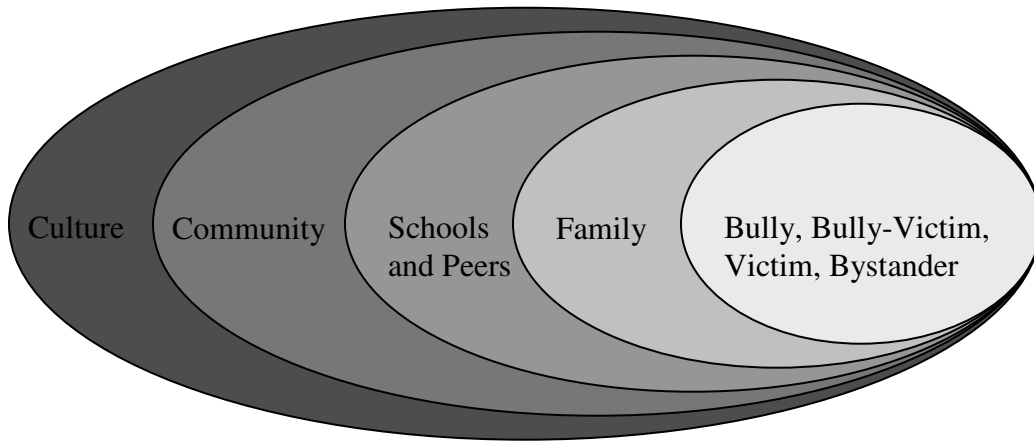 Culture
Community
Schools
and Peers
Family
Bully, Bully-Victim,
Victim, Bystander